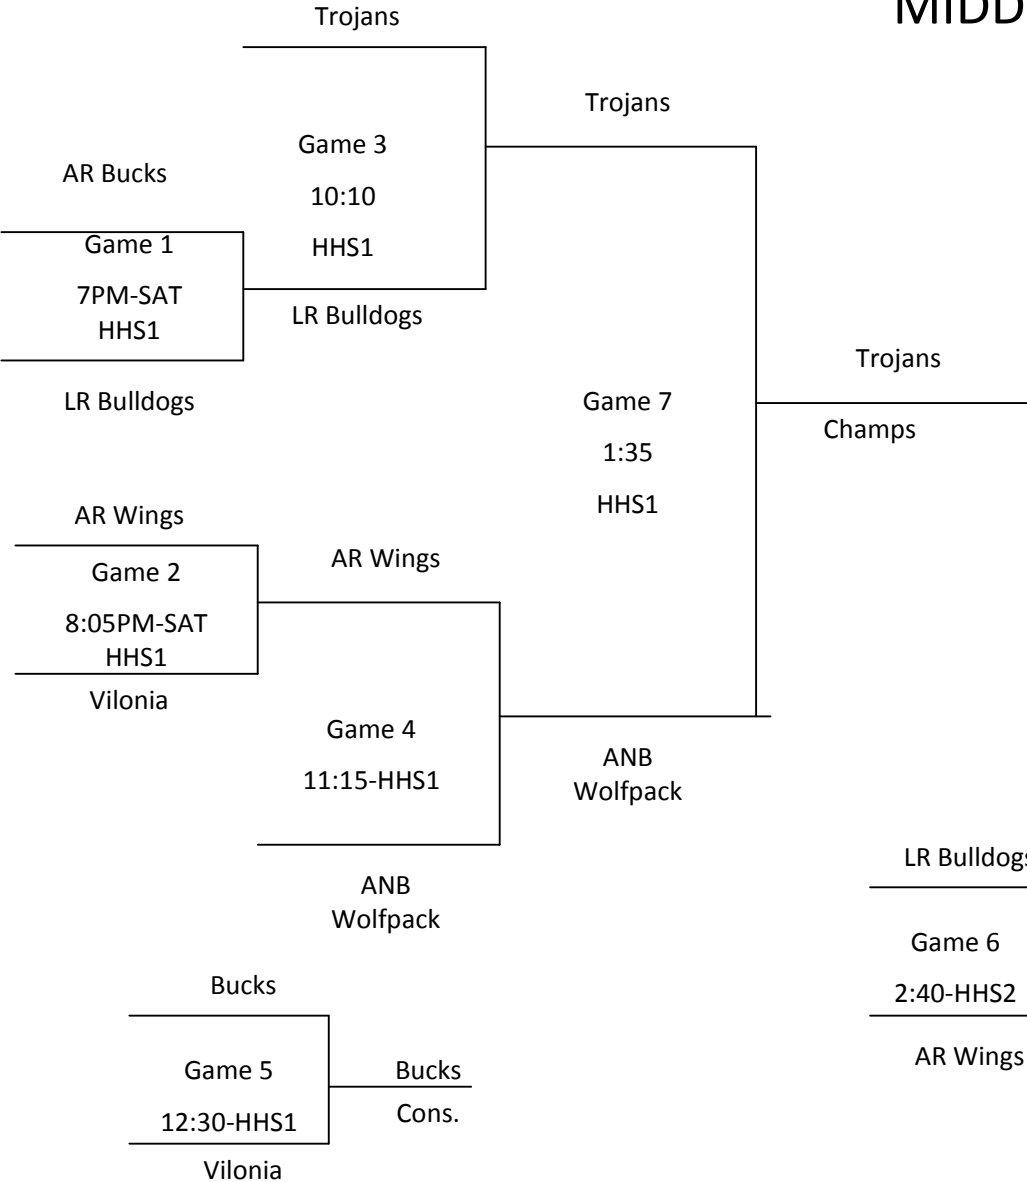 MIDD
Trojans
Trojans
Game 3
10:10
HHS1
AR Bucks
Game 1
7PM-SAT
HHS1
LR Bulldogs
LR Bulldogs
Trojans
Champs
Game 7
1:35
HHS1
AR Wings
Game 2
8:05PM-SAT
HHS1
Vilonia
AR Wings
Game 4
11:15-HHS1
ANB
Wolfpack
ANB
Wolfpack
LR Bulldogs
Game 6
2:40-HHS2
AR Wings
Bucks
Game 5
12:30-HHS1
Vilonia
Bucks
Cons.